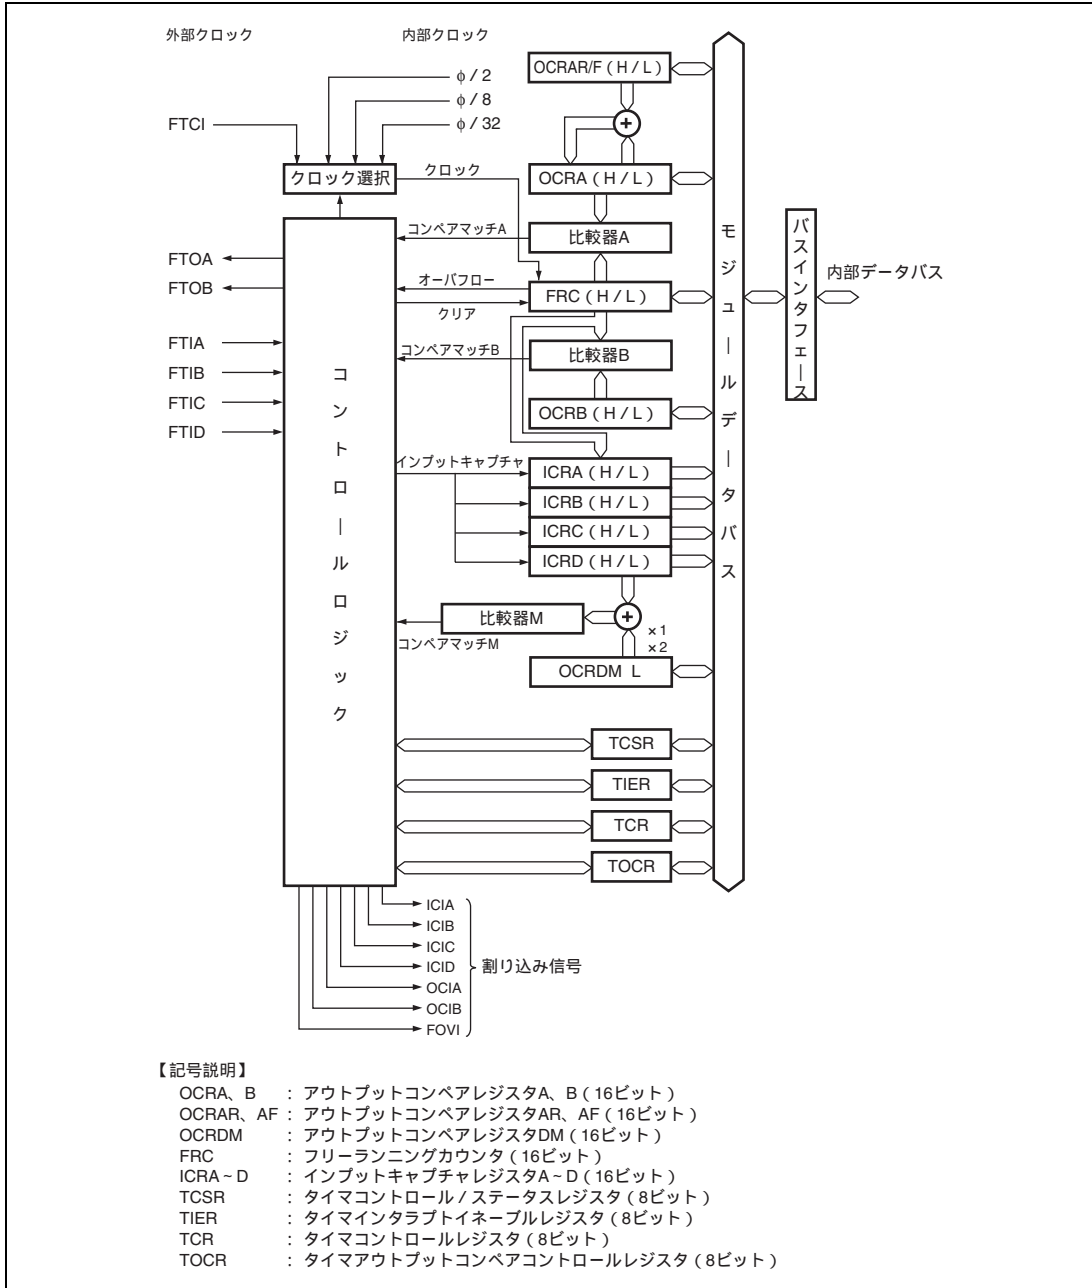 外部クロック
内部クロック
φ / 2
φ / 8
φ / 32
FTCI
クロック選択
クロック
OCRAR/F ( H / L )
+
OCRA ( H / L )
コンペアマッチA
比較器A
FTOA
FTOB
オーバフロー
FRC ( H / L )
クリア
FTIA
FTIB
FTIC
FTID
コンペアマッチB
比較器B
OCRB ( H / L )
コントロールロジック
インプットキャプチャ
ICRA ( H / L )
ICRB ( H / L )
ICRC ( H / L )
ICRD ( H / L )
+
×1
×2
比較器M
コンペアマッチM
OCRDM L
TCSR
TIER
TCR
TOCR
モジュールデータバス
バスインタフェース
内部データバス
ICIA
ICIB
ICIC
ICID
OCIA
OCIB
FOVI
割り込み信号
【記号説明】
OCRA、B : アウトプットコンペアレジスタA、B ( 16ビット )
OCRAR、AF : アウトプットコンペアレジスタAR、AF ( 16ビット )
OCRDM : アウトプットコンペアレジスタDM ( 16ビット )
FRC : フリーランニングカウンタ ( 16ビット )
ICRA ~ D : インプットキャプチャレジスタA ~ D ( 16ビット )
TCSR : タイマコントロール / ステータスレジスタ ( 8ビット )
TIER : タイマインタラプトイネーブルレジスタ ( 8ビット )
TCR : タイマコントロールレジスタ ( 8ビット )
TOCR : タイマアウトプットコンペアコントロールレジスタ ( 8ビット )